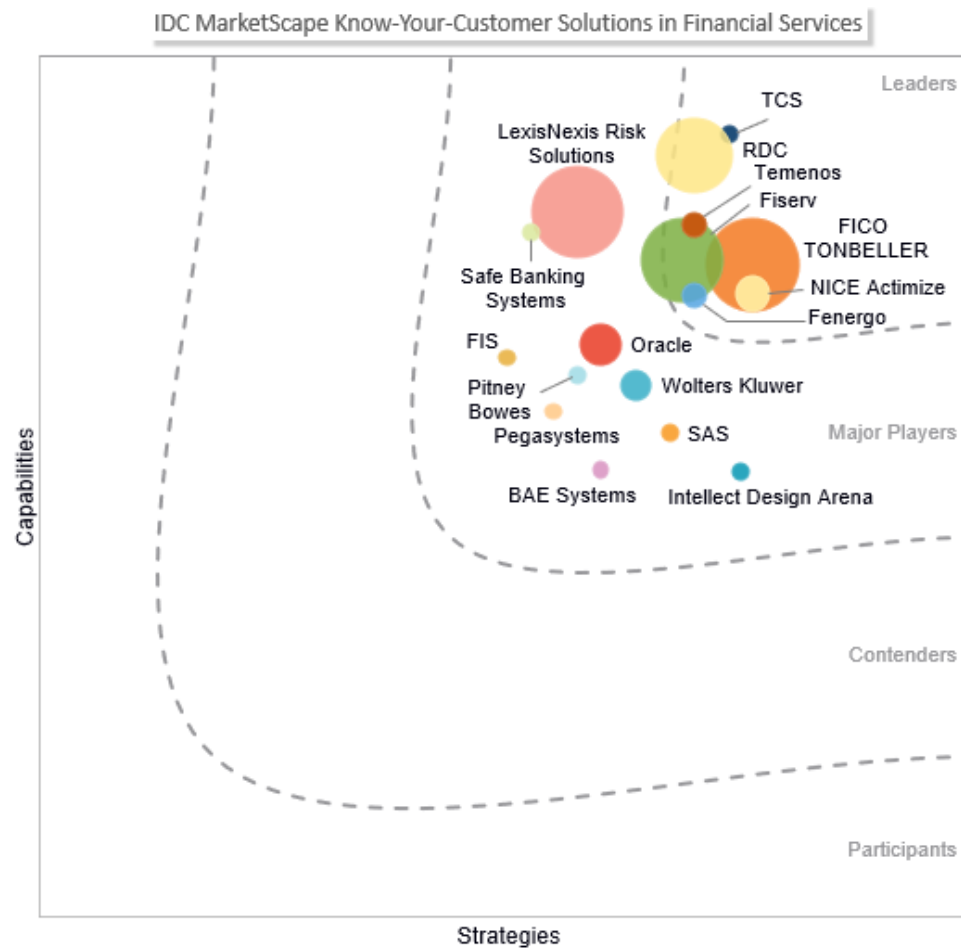 IDC MarketScape Know-Your-Customer Solutions in Financial Services
Leaders
TCS
LexisNexis Risk
Solutions
RDC
Temenos
Fiserv
FICO
TONBELLER
Safe Banking
Systems
NICE Actimize
Fenergo
FIS
Oracle
Pitney
Bowes
Wolters Kluwer
Pegasystems
SAS
Major Players
BAE Systems
Intellect Design Arena
Capabilities
Contenders
Participants
Strategies